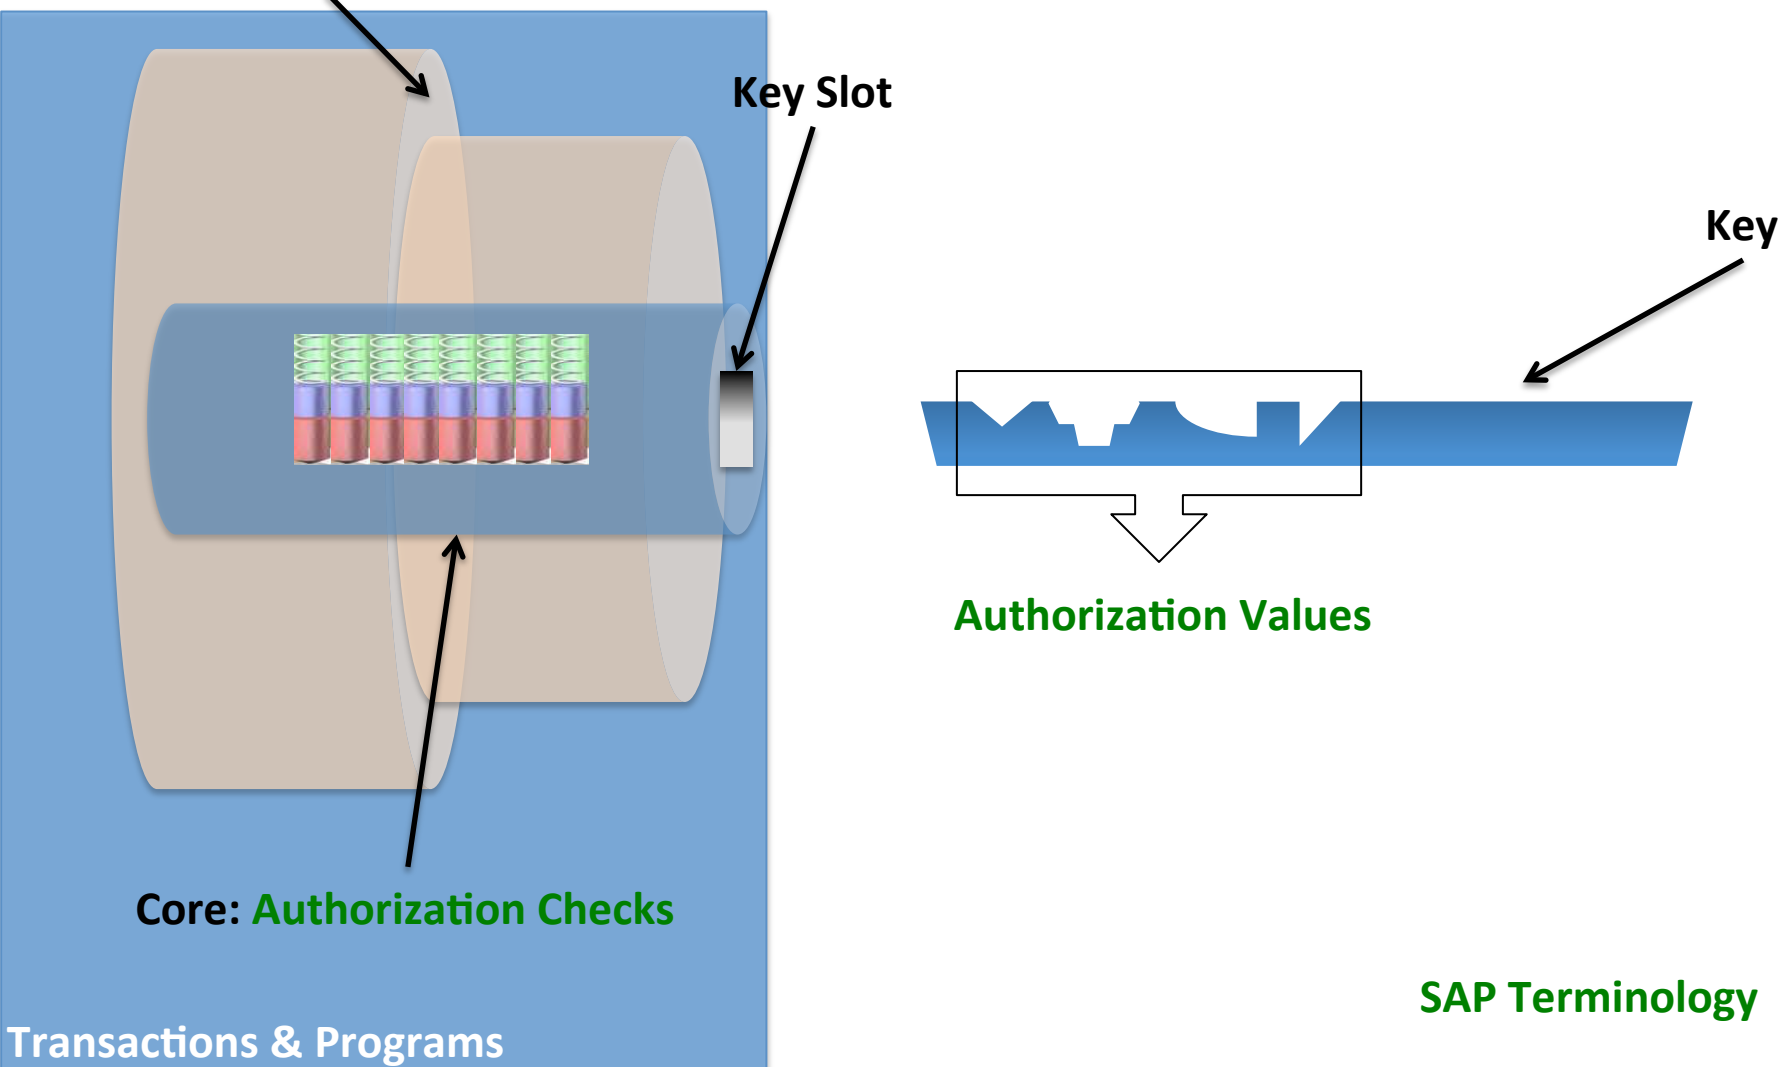 Key Slot
Key
Authorization Values
Core: Authorization Checks
SAP Terminology
Transactions & Programs